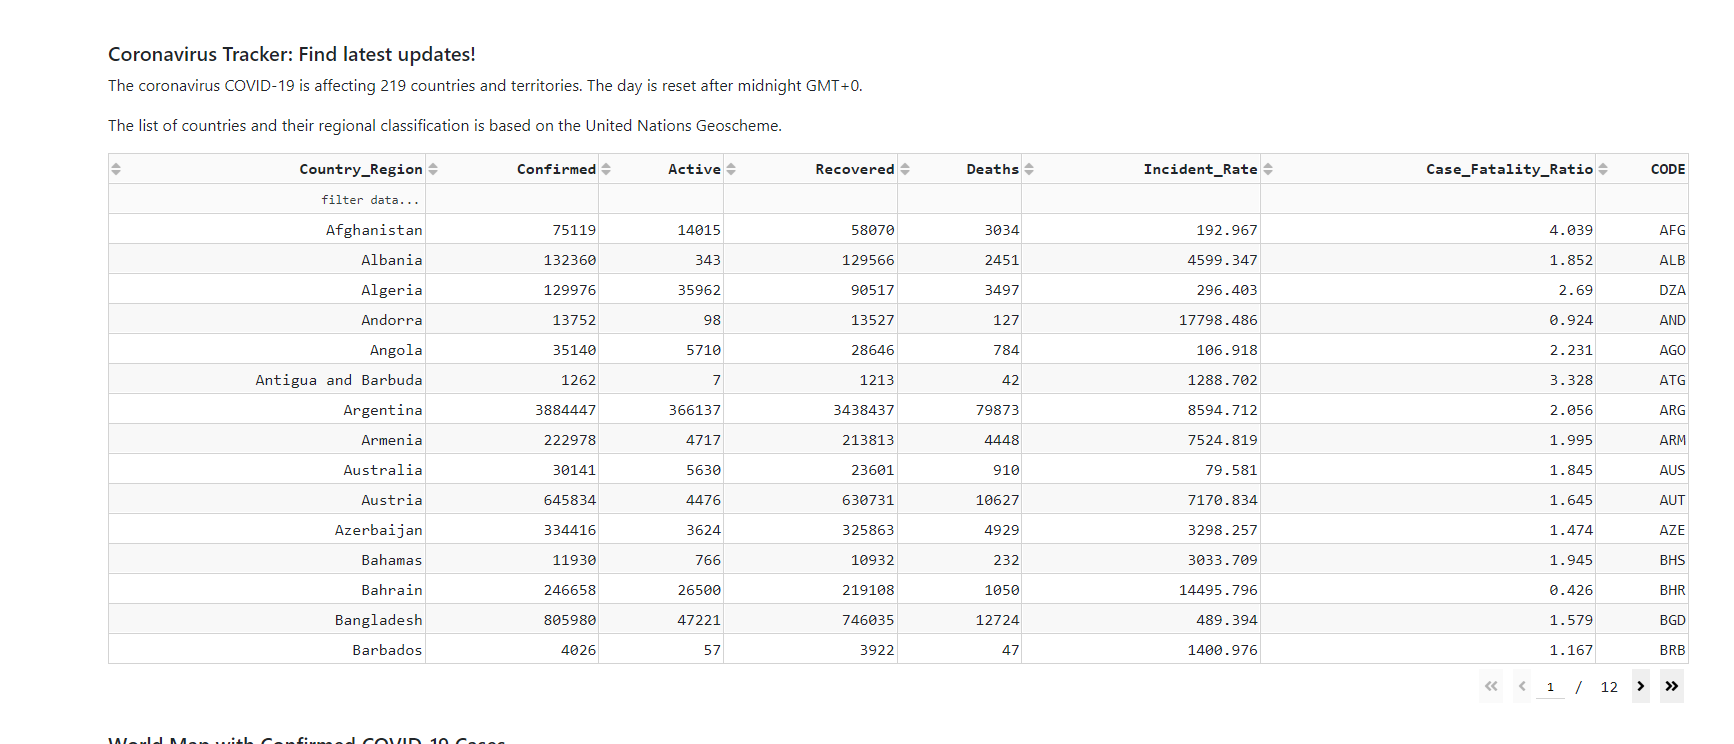 Coronavirus Tracker: Find latest updates!
The coronavirus COVID-19 is affecting 219 countries and territories. The day is reset after midnight GMT+0.
The list of countries and their regional classification is based on the United Nations Geoscheme.
Country_Region Confirmed Active Recovered Deaths Incident_Rate Case_Fatality_Ratio CODE
filter data...
Afghanistan 75119 14015 58070 3034 192.967 4.039 AFG
Albania 132360 343 129566 2451 4599.347 1.852 ALB
Algeria 129976 35962 90517 3497 296.403 2.69 DZA
Andorra 13752 98 13527 127 17798.486 0.924 AND
Angola 35140 5710 28646 784 106.918 2.231 AGO
Antigua and Barbuda 1262 7 1213 42 1288.702 3.328 ATG
Argentina 3884447 366137 3438437 79873 8594.712 2.056 ARG
Armenia 222978 4717 213813 4448 7524.819 1.995 ARM
Australia 30141 5630 23601 910 79.581 1.845 AUS
Austria 645834 4476 630731 10627 7170.834 1.645 AUT
Azerbaijan 334416 3624 325863 4929 3298.257 1.474 AZE
Bahamas 11930 766 10932 232 3033.709 1.945 BHS
Bahrain 246658 26500 219108 1050 14495.796 0.426 BHR
Bangladesh 805980 47221 746035 12724 489.394 1.579 BGD
Barbados 4026 57 3922 47 1400.976 1.167 BRB
1 / 12
World Map with Confirmed COVID-19 Cases